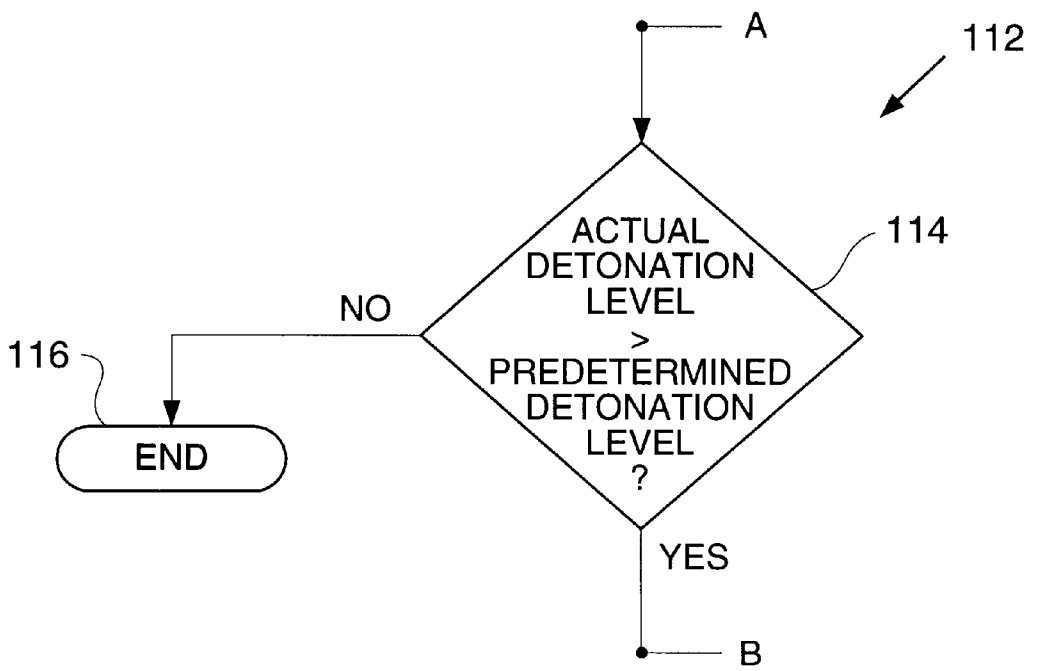 A
112
ACTUAL
DETONATION
LEVEL
>
PREDETERMINED
DETONATION
LEVEL
?
114
NO
116
END
YES
B